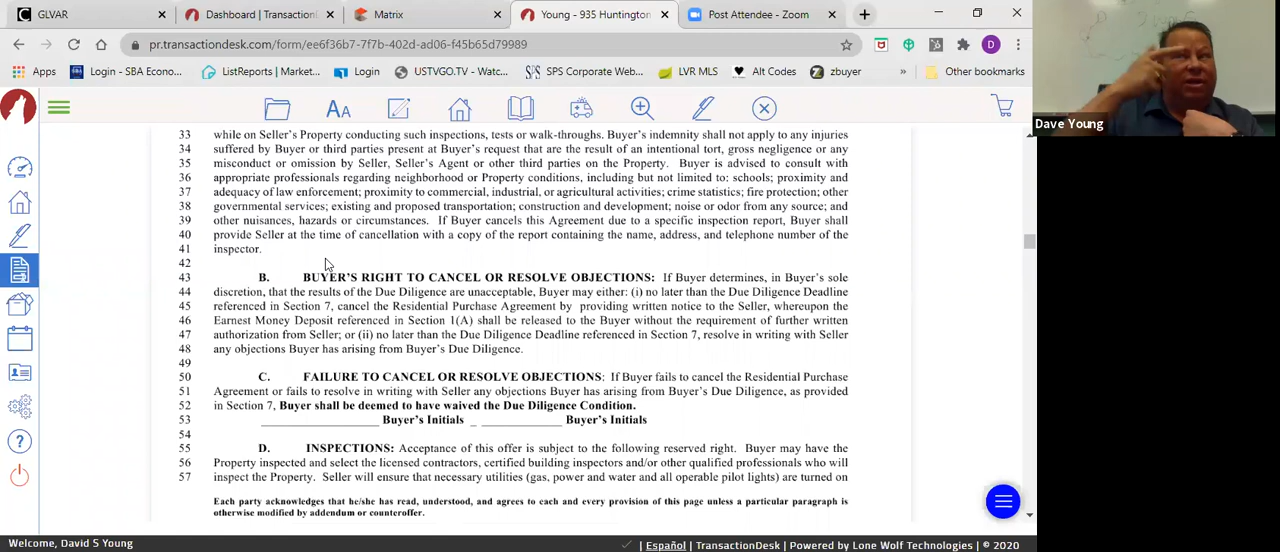 GLVAR
Dashboard | Transaction
Matrix
Young - 935 Huntington
Post Attendee - Zoom
pr.transactiondesk.com/form/ee6f36b7-7f7b-402d-ad06-f45b65d79989
D
Apps
Login - SBA Econo...
ListReports | Market...
Login
USTVGO.TV - Watc...
SPS Corporate Web...
LVR MLS
Alt Codes
zbuyer
»
Other bookmarks
Dave Young
33 while on Seller's Property conducting such inspections, tests or walk-throughs. Buyer's indemnity shall not apply to any injuries
34 suffered by Buyer or third parties present at Buyer's request that are the result of an intentional tort, gross negligence or any
35 misconduct or omission by Seller, Seller's Agent or other third parties on the Property. Buyer is advised to consult with
36 appropriate professionals regarding neighborhood or Property conditions, including but not limited to: schools; proximity and
37 adequacy of law enforcement; proximity to commercial, industrial, or agricultural activities; crime statistics; fire protection; other
38 governmental services; existing and proposed transportation; construction and development; noise or odor from any source; and
39 other nuisances, hazards or circumstances. If Buyer cancels this Agreement due to a specific inspection report, Buyer shall
40 provide Seller at the time of cancellation with a copy of the report containing the name, address, and telephone number of the
41 inspector.
42
43 B. BUYER'S RIGHT TO CANCEL OR RESOLVE OBJECTIONS: If Buyer determines, in Buyer's sole
44 discretion, that the results of the Due Diligence are unacceptable, Buyer may either: (i) no later than the Due Diligence Deadline
45 referenced in Section 7, cancel the Residential Purchase Agreement by providing written notice to the Seller, whereupon the
46 Earnest Money Deposit referenced in Section 1(A) shall be released to the Buyer without the requirement of further written
47 authorization from Seller; or (ii) no later than the Due Diligence Deadline referenced in Section 7, resolve in writing with Seller
48 any objections Buyer has arising from Buyer's Due Diligence.
49
50 C. FAILURE TO CANCEL OR RESOLVE OBJECTIONS: If Buyer fails to cancel the Residential Purchase
51 Agreement or fails to resolve in writing with Seller any objections Buyer has arising from Buyer's Due Diligence, as provided
52 in Section 7, Buyer shall be deemed to have waived the Due Diligence Condition.
53 ____________________ Buyer's Initials _ ______________ Buyer's Initials
54
55 D. INSPECTIONS: Acceptance of this offer is subject to the following reserved right. Buyer may have the
56 Property inspected and select the licensed contractors, certified building inspectors and/or other qualified professionals who will
57 inspect the Property. Seller will ensure that necessary utilities (gas, power and water and all operable pilot lights) are turned on
Each party acknowledges that he/she has read, understood, and agrees to each and every provision of this page unless a particular paragraph is
otherwise modified by addendum or counteroffer.
Welcome, David S Young
Español | TransactionDesk | Powered by Lone Wolf Technologies | © 2020